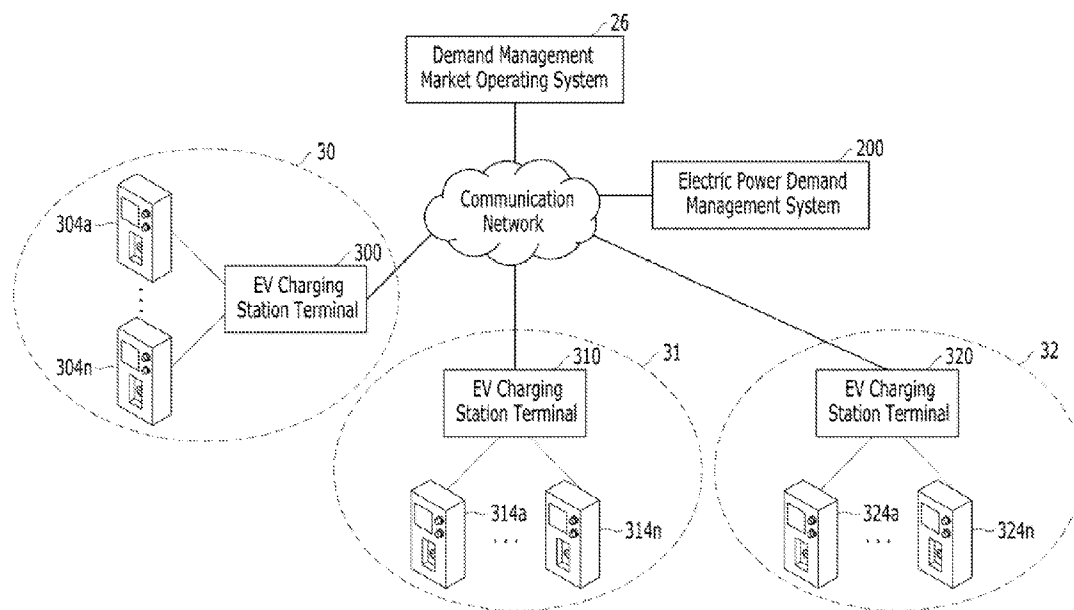 26
Demand Management
Market Operating System
30
200
Communication
Network
Electric Power Demand
Management System
304a
300
EV Charging
Station Terminal
304n
310
31
320
32
EV Charging
Station Terminal
EV Charging
Station Terminal
314a
314n
324a
324n